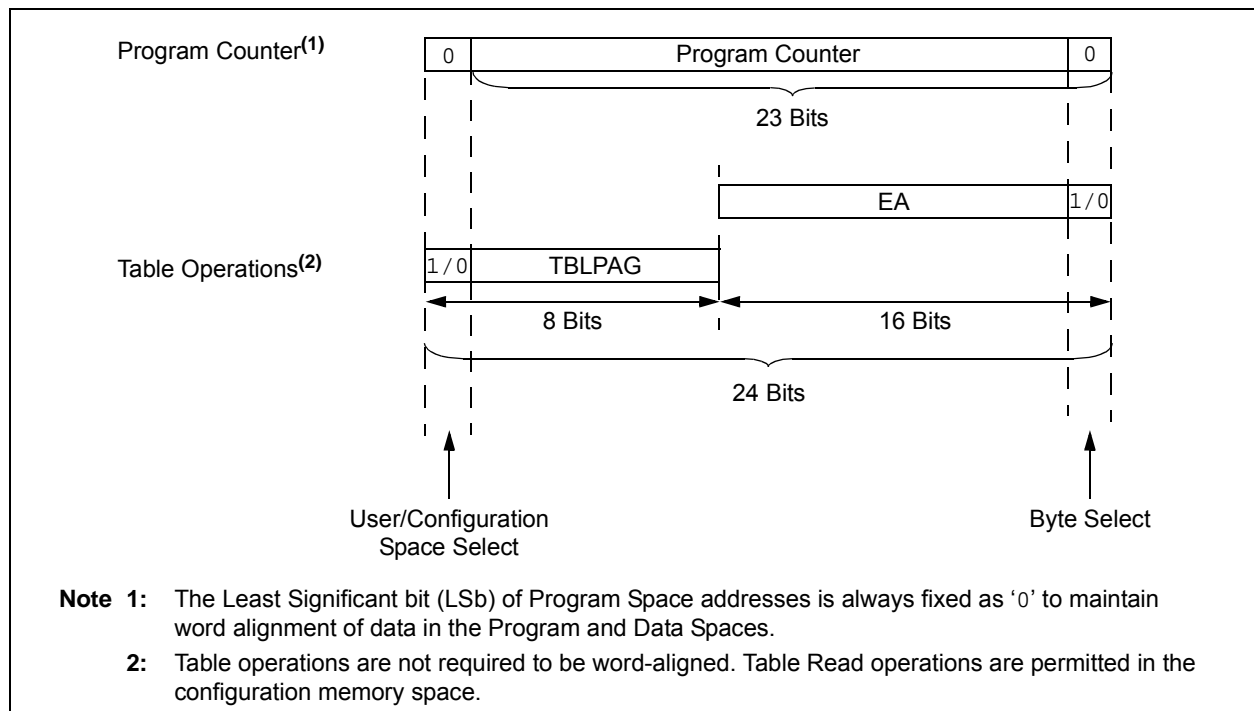 Program Counter(1)
0
Program Counter
0
23 Bits
EA
1/0
Table Operations(2)
1/0
TBLPAG
8 Bits
16 Bits
24 Bits
User/Configuration
Space Select
Byte Select
Note 1: The Least Significant bit (LSb) of Program Space addresses is always fixed as ‘0’ to maintain
word alignment of data in the Program and Data Spaces.
2: Table operations are not required to be word-aligned. Table Read operations are permitted in the
configuration memory space.